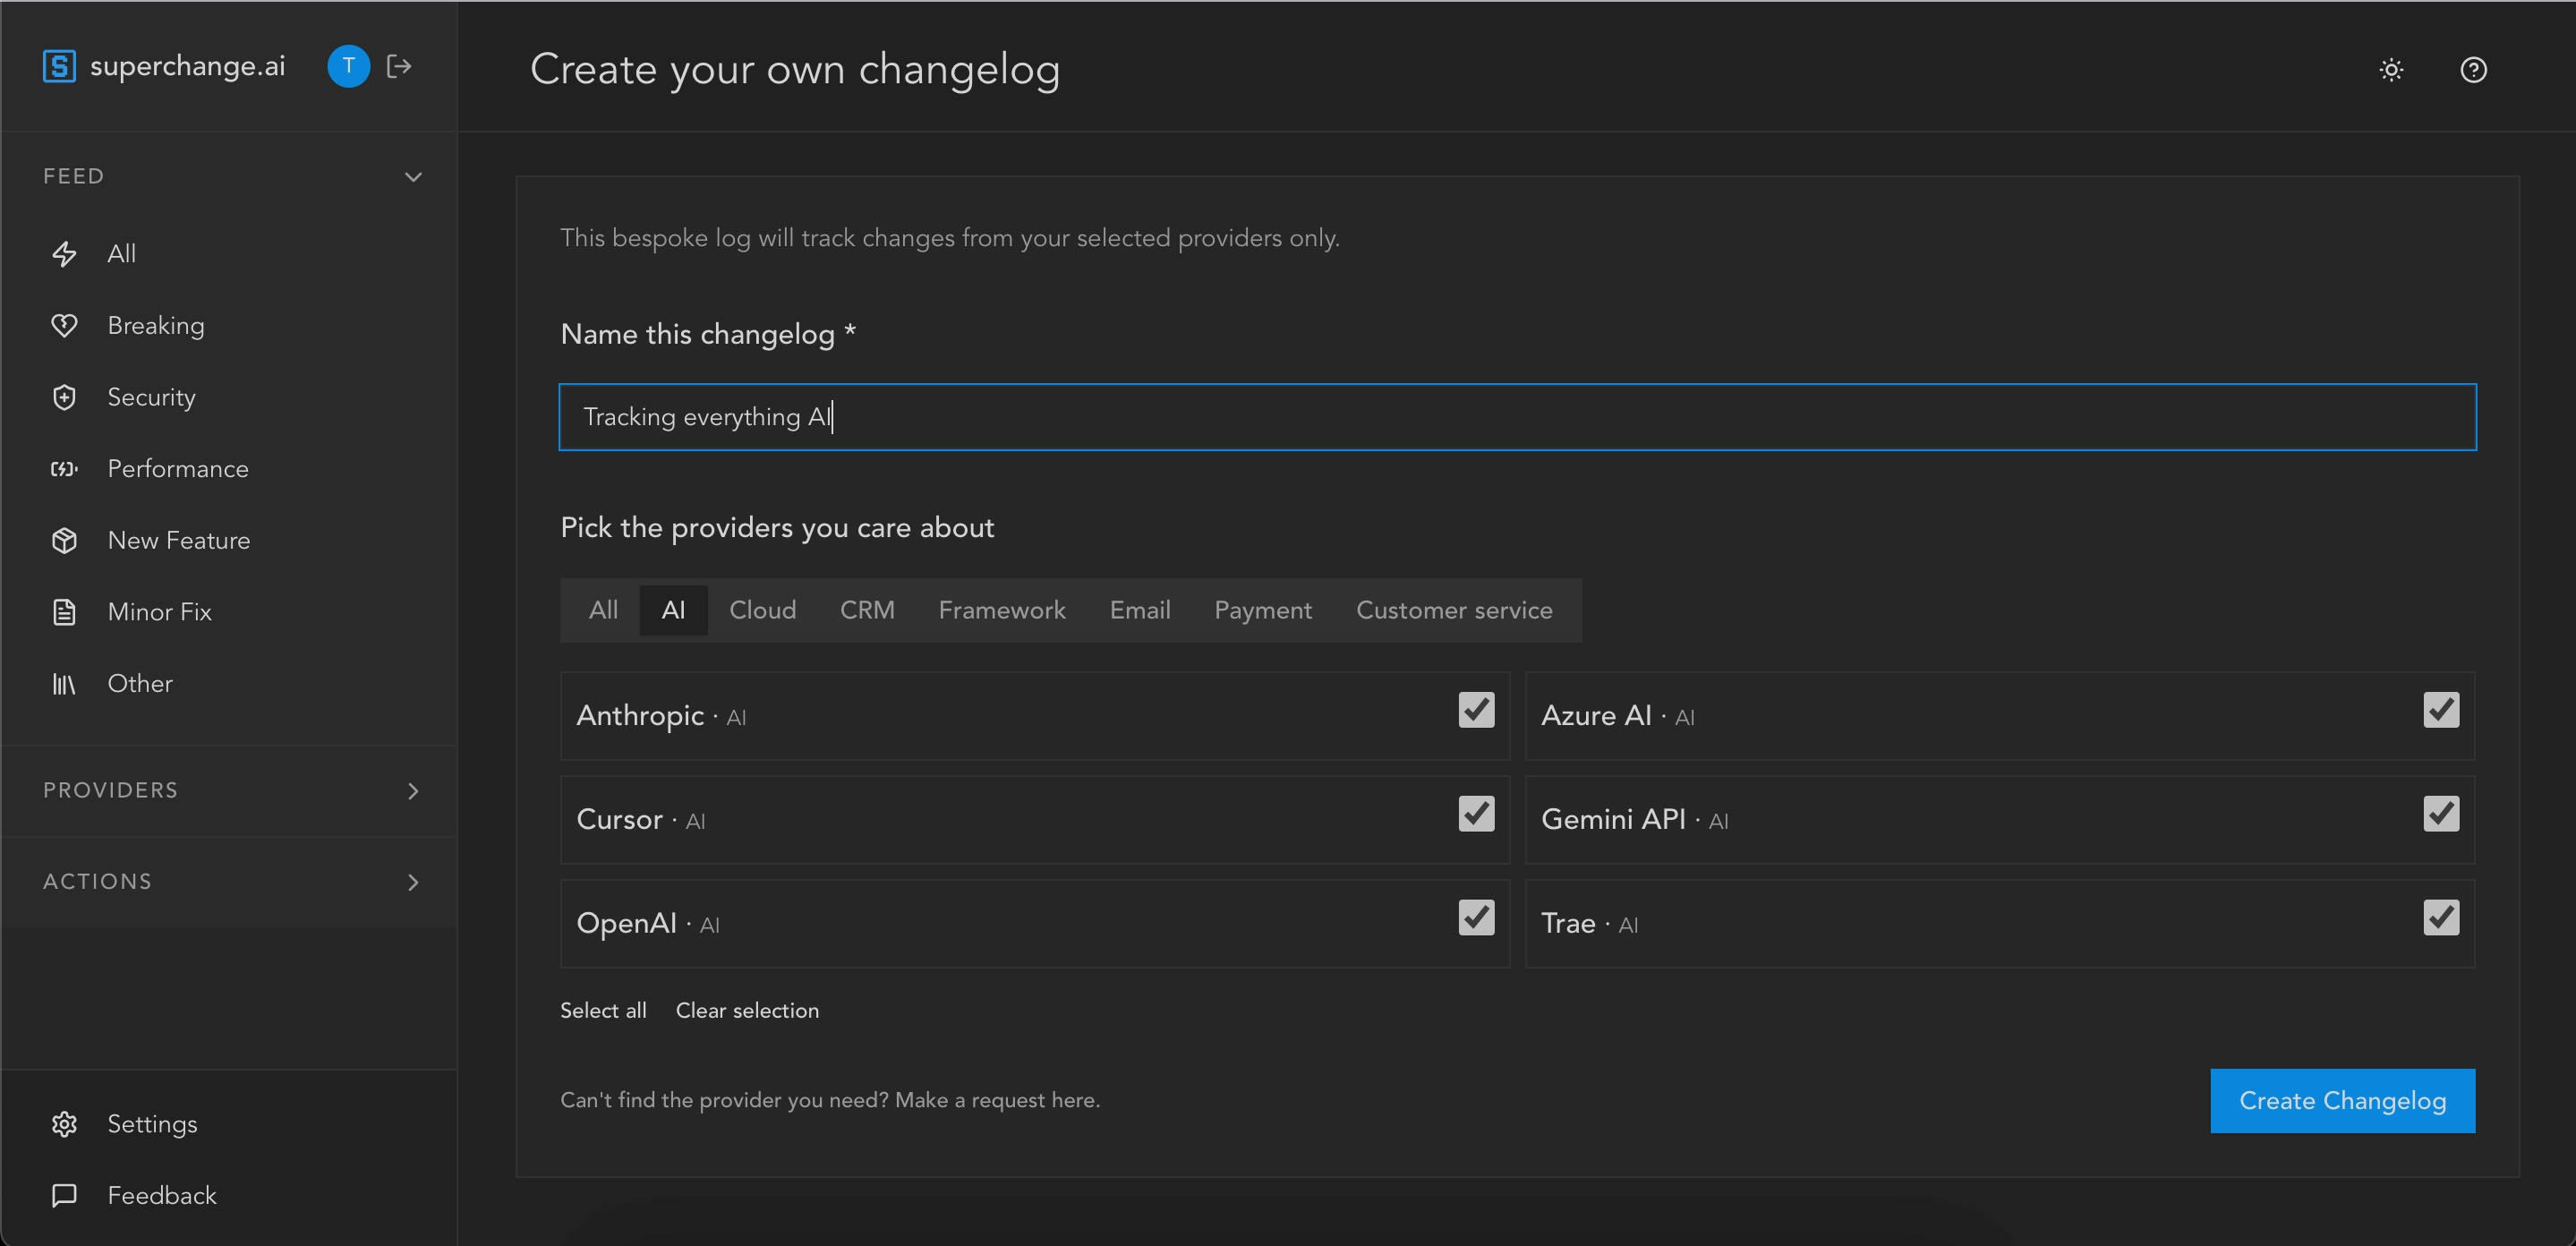 superchange.ai
T
Create your own changelog
FEED
All
Breaking
Security
Performance
New Feature
Minor Fix
Other
PROVIDERS
ACTIONS
Settings
Feedback
This bespoke log will track changes from your selected providers only.
Name this changelog *
Tracking everything AI
Pick the providers you care about
All AI Cloud CRM Framework Email Payment Customer service
Anthropic · AI
Azure AI · AI
Cursor · AI
Gemini API · AI
OpenAI · AI
Trae · AI
Select all Clear selection
Can't find the provider you need? Make a request here.
Create Changelog